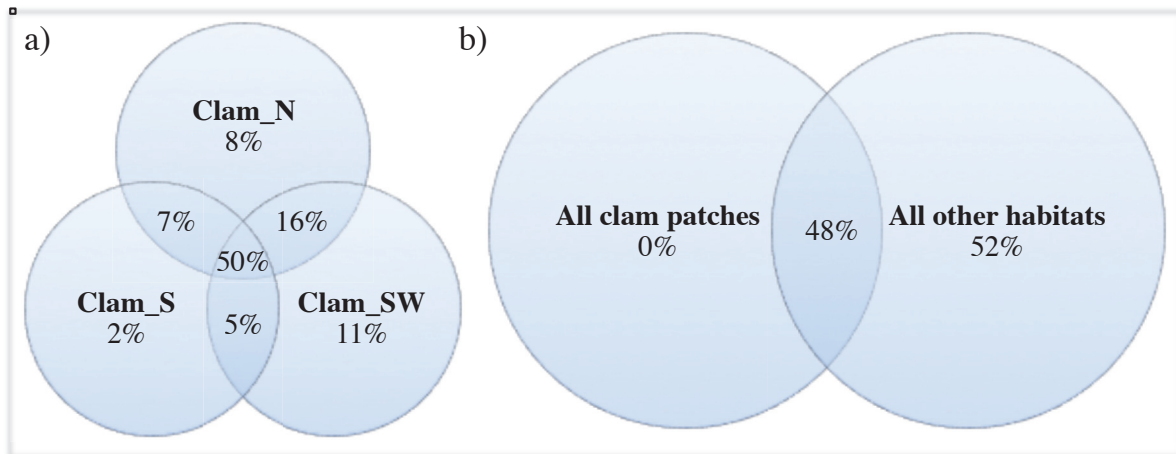 a)
Clam_N
8%
7%
16%
50%
Clam_S
2%
5%
Clam_SW
11%
b)
All clam patches
0%
48%
All other habitats
52%